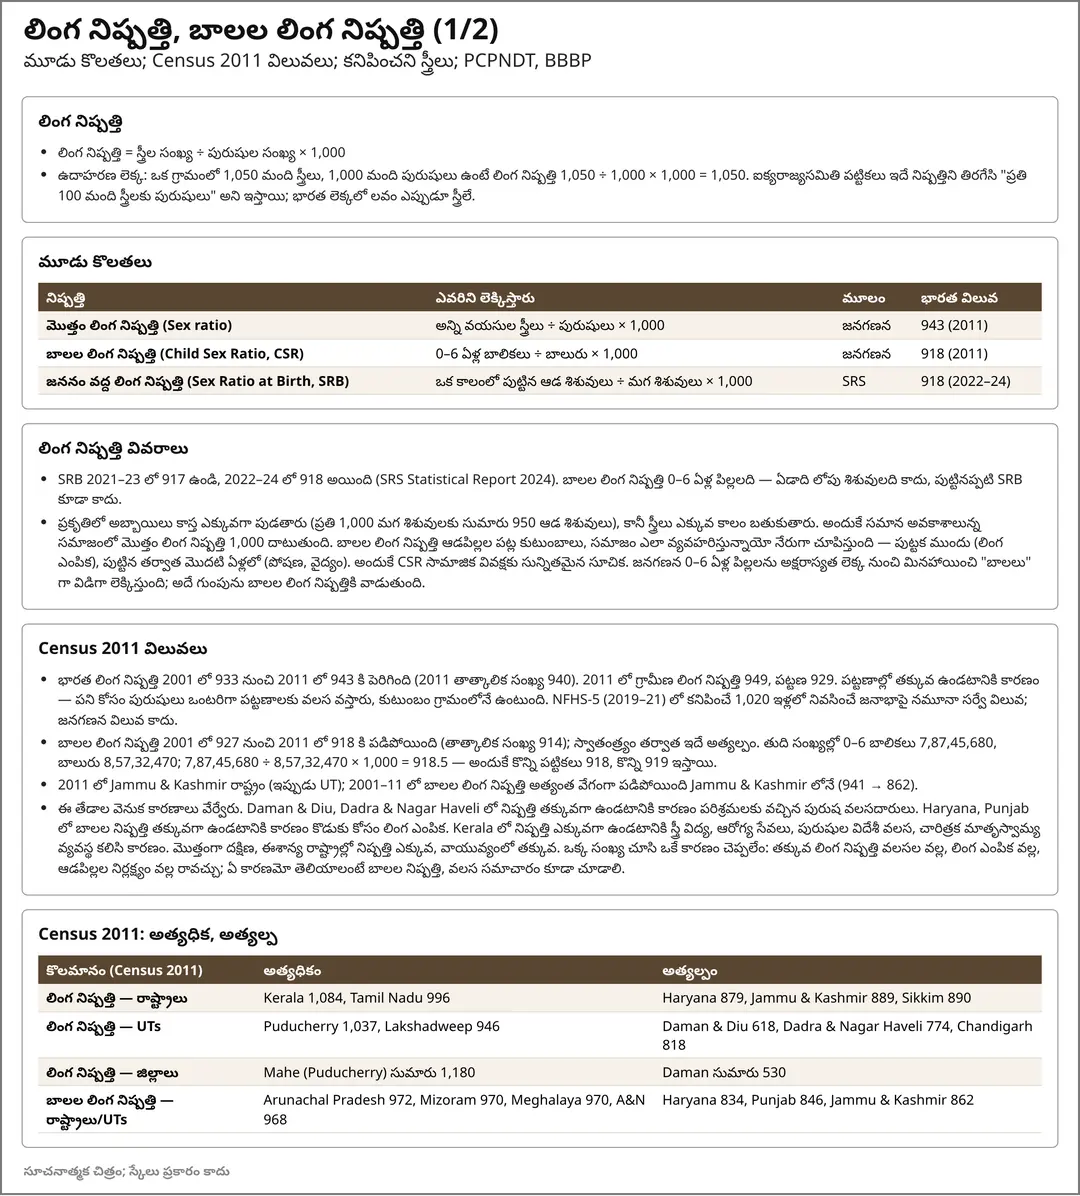 లింగ నిష్పత్తి, బాలల లింగ నిష్పత్తి (1/2)
మూడు కొలతలు; Census 2011 విలువలు; కనిపించని స్త్రీలు; PCPNDT, BBBP
లింగ నిష్పత్తి
• లింగ నిష్పత్తి = స్త్రీల సంఖ్య ÷ పురుషుల సంఖ్య × 1,000
• ఉదాహరణ లెక్క: ఒక గ్రామంలో 1,050 మంది స్త్రీలు, 1,000 మంది పురుషులు ఉంటే లింగ నిష్పత్తి 1,050 ÷ 1,000 × 1,000 = 1,050. ఐక్యరాజ్యసమితి పట్టికలు ఇదే నిష్పత్తిని తిరగేసి "ప్రతి
100 మంది స్త్రీలకు పురుషులు" అని ఇస్తాయి; భారత లెక్కలో లవం ఎప్పుడూ స్త్రీలే.
మూడు కొలతలు
నిష్పత్తి ఎవరిని లెక్కిస్తారు మూలం భారత విలువ
మొత్తం లింగ నిష్పత్తి (Sex ratio) అన్ని వయసుల స్త్రీలు ÷ పురుషులు × 1,000 జనగణన 943 (2011)
బాలల లింగ నిష్పత్తి (Child Sex Ratio, CSR) 0–6 ఏళ్ల బాలికలు ÷ బాలురు × 1,000 జనగణన 918 (2011)
జననం వద్ద లింగ నిష్పత్తి (Sex Ratio at Birth, SRB) ఒక కాలంలో పుట్టిన ఆడ శిశువులు ÷ మగ శిశువులు × 1,000 SRS 918 (2022–24)
లింగ నిష్పత్తి వివరాలు
• SRB 2021–23 లో 917 ఉండి, 2022–24 లో 918 అయింది (SRS Statistical Report 2024). బాలల లింగ నిష్పత్తి 0–6 ఏళ్ల పిల్లలది — ఏడాది లోపు శిశువులది కాదు, పుట్టినప్పటి SRB
కూడా కాదు.
• ప్రకృతిలో అబ్బాయిలు కాస్త ఎక్కువగా పుడతారు (ప్రతి 1,000 మగ శిశువులకు సుమారు 950 ఆడ శిశువులు), కానీ స్త్రీలు ఎక్కువ కాలం బతుకుతారు. అందుకే సమాన అవకాశాలున్న
సమాజంలో మొత్తం లింగ నిష్పత్తి 1,000 దాటుతుంది. బాలల లింగ నిష్పత్తి ఆడపిల్లల పట్ల కుటుంబాలు, సమాజం ఎలా వ్యవహరిస్తున్నాయో నేరుగా చూపిస్తుంది — పుట్టక ముందు (లింగ
ఎంపిక), పుట్టిన తర్వాత మొదటి ఏళ్లలో (పోషణ, వైద్యం). అందుకే CSR సామాజిక వివక్షకు సున్నితమైన సూచిక. జనగణన 0–6 ఏళ్ల పిల్లలను అక్షరాస్యత లెక్క నుంచి మినహాయించి "బాలలు"
గా విడిగా లెక్కిస్తుంది; అదే గుంపును బాలల లింగ నిష్పత్తికి వాడుతుంది.
Census 2011 విలువలు
• భారత లింగ నిష్పత్తి 2001 లో 933 నుంచి 2011 లో 943 కి పెరిగింది (2011 తాత్కాలిక సంఖ్య 940). 2011 లో గ్రామీణ లింగ నిష్పత్తి 949, పట్టణ 929. పట్టణాల్లో తక్కువ ఉండటానికి కారణం
— పని కోసం పురుషులు ఒంటరిగా పట్టణాలకు వలస వస్తారు, కుటుంబం గ్రామంలోనే ఉంటుంది. NFHS-5 (2019–21) లో కనిపించే 1,020 ఇళ్లలో నివసించే జనాభాపై నమూనా సర్వే విలువ;
జనగణన విలువ కాదు.
• బాలల లింగ నిష్పత్తి 2001 లో 927 నుంచి 2011 లో 918 కి పడిపోయింది (తాత్కాలిక సంఖ్య 914); స్వాతంత్ర్యం తర్వాత ఇదే అత్యల్పం. తుది సంఖ్యల్లో 0–6 బాలికలు 7,87,45,680,
బాలురు 8,57,32,470; 7,87,45,680 ÷ 8,57,32,470 × 1,000 = 918.5 — అందుకే కొన్ని పట్టికలు 918, కొన్ని 919 ఇస్తాయి.
• 2011 లో Jammu & Kashmir రాష్ట్రం (ఇప్పుడు UT); 2001–11 లో బాలల లింగ నిష్పత్తి అత్యంత వేగంగా పడిపోయింది Jammu & Kashmir లోనే (941 → 862).
• ఈ తేడాల వెనుక కారణాలు వేర్వేరు. Daman & Diu, Dadra & Nagar Haveli లో నిష్పత్తి తక్కువగా ఉండటానికి కారణం పరిశ్రమలకు వచ్చిన పురుష వలసదారులు. Haryana, Punjab
లో బాలల నిష్పత్తి తక్కువగా ఉండటానికి కారణం కొడుకు కోసం లింగ ఎంపిక. Kerala లో నిష్పత్తి ఎక్కువగా ఉండటానికి స్త్రీ విద్య, ఆరోగ్య సేవలు, పురుషుల విదేశీ వలస, చారిత్రక మాతృస్వామ్య
వ్యవస్థ కలిసి కారణం. మొత్తంగా దక్షిణ, ఈశాన్య రాష్ట్రాల్లో నిష్పత్తి ఎక్కువ, వాయువ్యంలో తక్కువ. ఒక్క సంఖ్య చూసి ఒకే కారణం చెప్పలేం: తక్కువ లింగ నిష్పత్తి వలసల వల్ల, లింగ ఎంపిక వల్ల,
ఆడపిల్లల నిర్లక్ష్యం వల్ల రావచ్చు; ఏ కారణమో తెలియాలంటే బాలల నిష్పత్తి, వలస సమాచారం కూడా చూడాలి.
Census 2011: అత్యధిక, అత్యల్ప
కొలమానం (Census 2011) అత్యధికం అత్యల్పం
లింగ నిష్పత్తి — రాష్ట్రాలు Kerala 1,084, Tamil Nadu 996 Haryana 879, Jammu & Kashmir 889, Sikkim 890
లింగ నిష్పత్తి — UTs Puducherry 1,037, Lakshadweep 946 Daman & Diu 618, Dadra & Nagar Haveli 774, Chandigarh
818
లింగ నిష్పత్తి — జిల్లాలు Mahe (Puducherry) సుమారు 1,180 Daman సుమారు 530
బాలల లింగ నిష్పత్తి — Arunachal Pradesh 972, Mizoram 970, Meghalaya 970, A&N Haryana 834, Punjab 846, Jammu & Kashmir 862
రాష్ట్రాలు/UTs 968
సూచనాత్మక చిత్రం; స్కేలు ప్రకారం కాదు